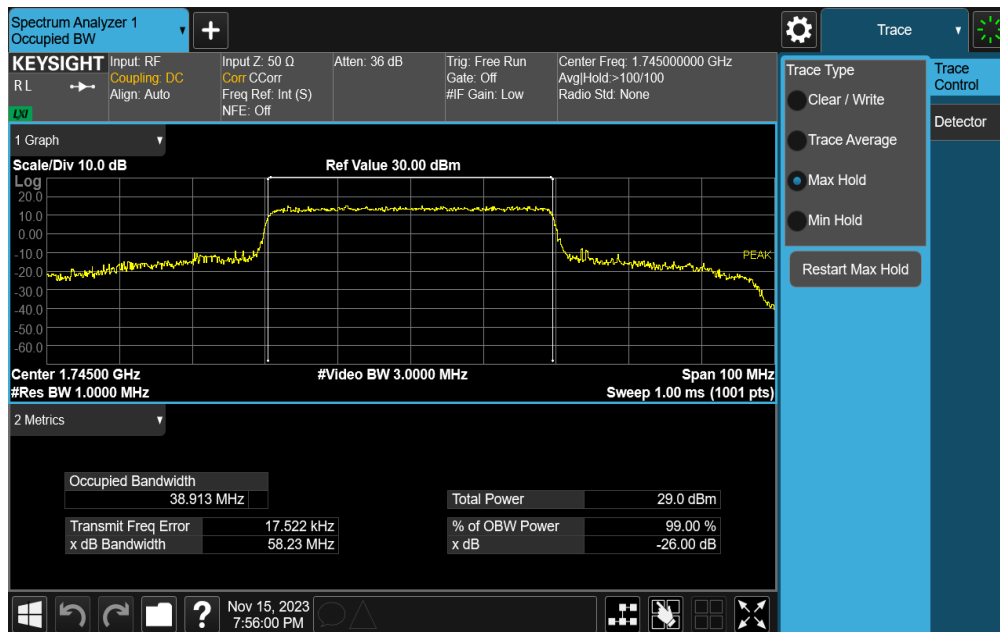 Spectrum Analyzer 1
Occupied BW
+
Trace
KEYSIGHT
RL
LXI
Input: RF
Coupling: DC
Align: Auto
Input Z: 50 Ω
Corr CCorr
Freq Ref: Int (S)
NFE: Off
Atten: 36 dB
Trig: Free Run
Gate: Off
#IF Gain: Low
Center Freq: 1.745000000 GHz
Avg|Hold:>100/100
Radio Std: None
Trace Type
Clear / Write
Trace Average
Max Hold
Min Hold
Restart Max Hold
Trace
Control
Detector
1 Graph
Scale/Div 10.0 dB
Ref Value 30.00 dBm
Log
20.0
10.0
0.00
-10.0
-20.0
-30.0
-40.0
-50.0
-60.0
PEAK
Center 1.74500 GHz
#Video BW 3.0000 MHz
Span 100 MHz
#Res BW 1.0000 MHz
Sweep 1.00 ms (1001 pts)
2 Metrics
Occupied Bandwidth
38.913 MHz
Transmit Freq Error 17.522 kHz
x dB Bandwidth 58.23 MHz
Total Power 29.0 dBm
% of OBW Power 99.00 %
x dB -26.00 dB
?
Nov 15, 2023
7:56:00 PM